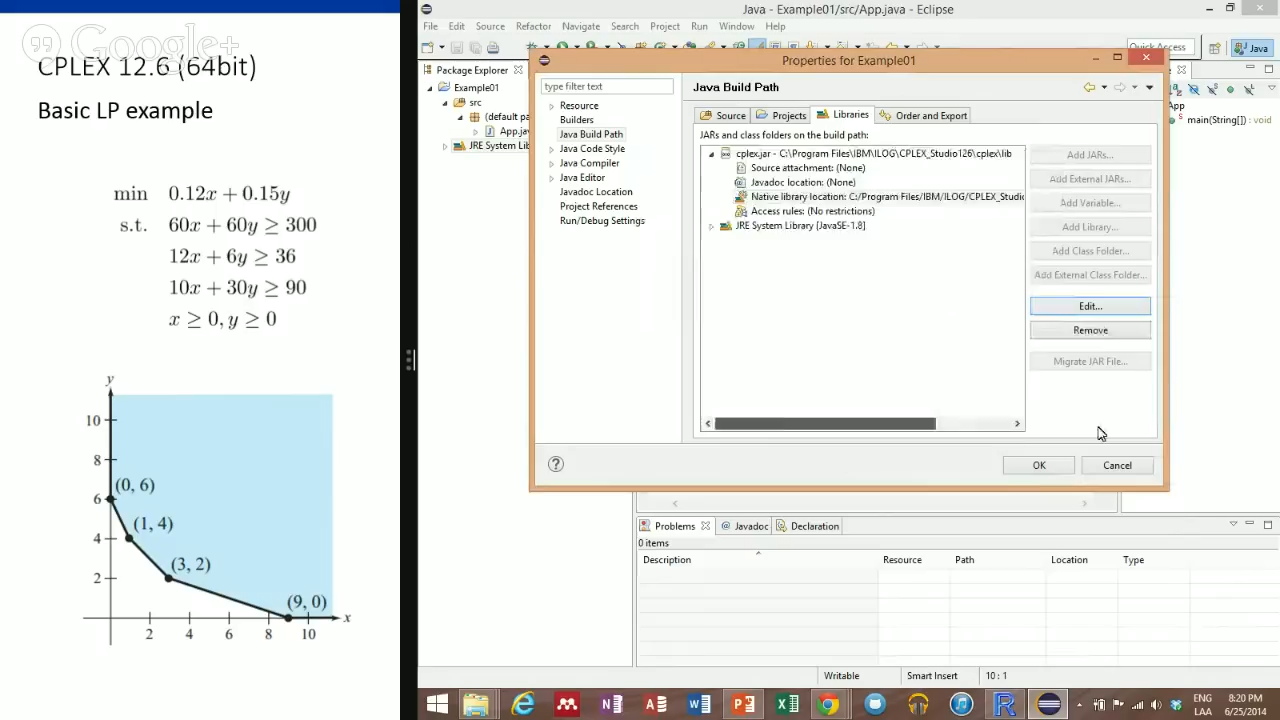 Google+
CPLEX 12.6 (64bit)
Basic LP example
min 0.12x + 0.15y
s.t. 60x + 60y ≥ 300
12x + 6y ≥ 36
10x + 30y ≥ 90
x ≥ 0, y ≥ 0
y
10
8
6
4
2
(0, 6)
(1, 4)
(3, 2)
(9, 0)
x
2 4 6 8 10
Java - Example01/src/App.java - Eclipse
File Edit Source Refactor Navigate Search Project Run Window Help
Quick Access
Java
Package Explorer
Example01
src
(default pa
App.jav
JRE System Lib
App
main(String[]) : void
Properties for Example01
type filter text
Resource
Builders
Java Build Path
Java Code Style
Java Compiler
Java Editor
Javadoc Location
Project References
Run/Debug Settings
Java Build Path
Source Projects Libraries Order and Export
JARs and class folders on the build path:
cplex.jar - C:\Program Files\IBM\ILOG\CPLEX_Studio126\cplex\lib
Source attachment: (None)
Javadoc location: (None)
Native library location: C:/Program Files/IBM/ILOG/CPLEX_Studio
Access rules: (No restrictions)
JRE System Library [JavaSE-1.8]
Add JARs...
Add External JARs...
Add Variable...
Add Library...
Add Class Folder...
Add External Class Folder...
Edit...
Remove
Migrate JAR File...
OK Cancel
Problems Javadoc Declaration
0 items
Description Resource Path Location Type
Writable Smart Insert 10 : 1
ENG 8:20 PM
LAA 6/25/2014